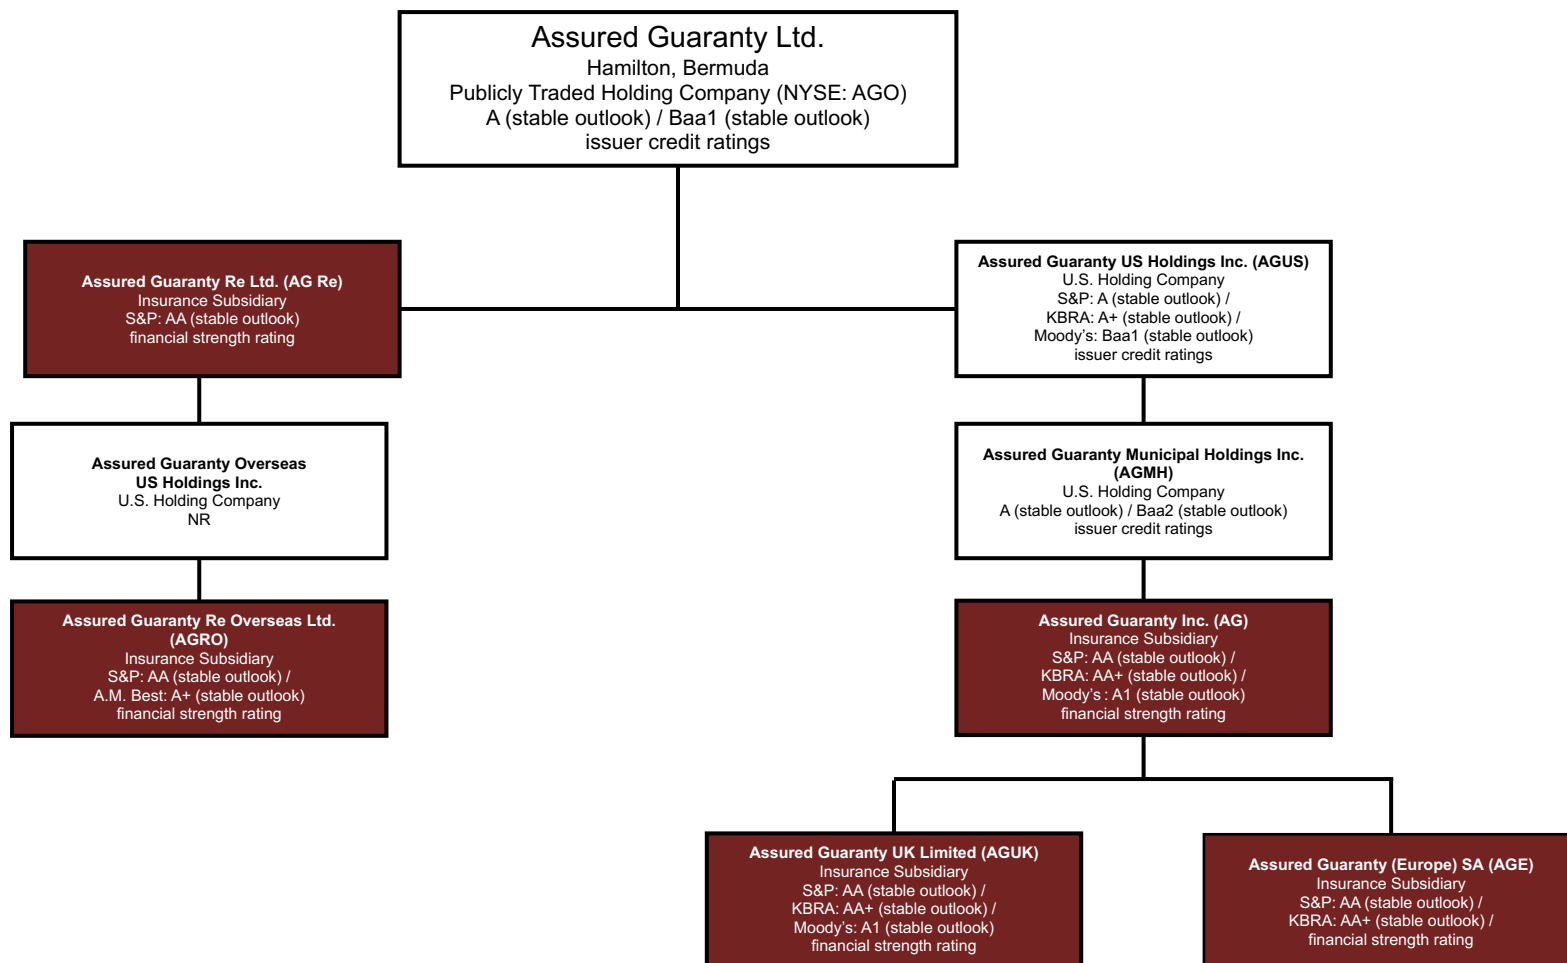 Assured Guaranty Ltd.
Hamilton, Bermuda
Publicly Traded Holding Company (NYSE: AGO)
A (stable outlook) / Baa1 (stable outlook)
issuer credit ratings
Assured Guaranty Re Ltd. (AG Re)
Insurance Subsidiary
S&P: AA (stable outlook)
financial strength rating
Assured Guaranty US Holdings Inc. (AGUS)
U.S. Holding Company
S&P: A (stable outlook) /
KBRA: A+ (stable outlook) /
Moody's: Baa1 (stable outlook)
issuer credit ratings
Assured Guaranty Overseas
US Holdings Inc.
U.S. Holding Company
NR
Assured Guaranty Municipal Holdings Inc.
(AGMH)
U.S. Holding Company
A (stable outlook) / Baa2 (stable outlook)
issuer credit ratings
Assured Guaranty Re Overseas Ltd.
(AGRO)
Insurance Subsidiary
S&P: AA (stable outlook) /
A.M. Best: A+ (stable outlook)
financial strength rating
Assured Guaranty Inc. (AG)
Insurance Subsidiary
S&P: AA (stable outlook) /
KBRA: AA+ (stable outlook) /
Moody's : A1 (stable outlook)
financial strength rating
Assured Guaranty UK Limited (AGUK)
Insurance Subsidiary
S&P: AA (stable outlook) /
KBRA: AA+ (stable outlook) /
Moody's: A1 (stable outlook)
financial strength rating
Assured Guaranty (Europe) SA (AGE)
Insurance Subsidiary
S&P: AA (stable outlook) /
KBRA: AA+ (stable outlook) /
financial strength rating